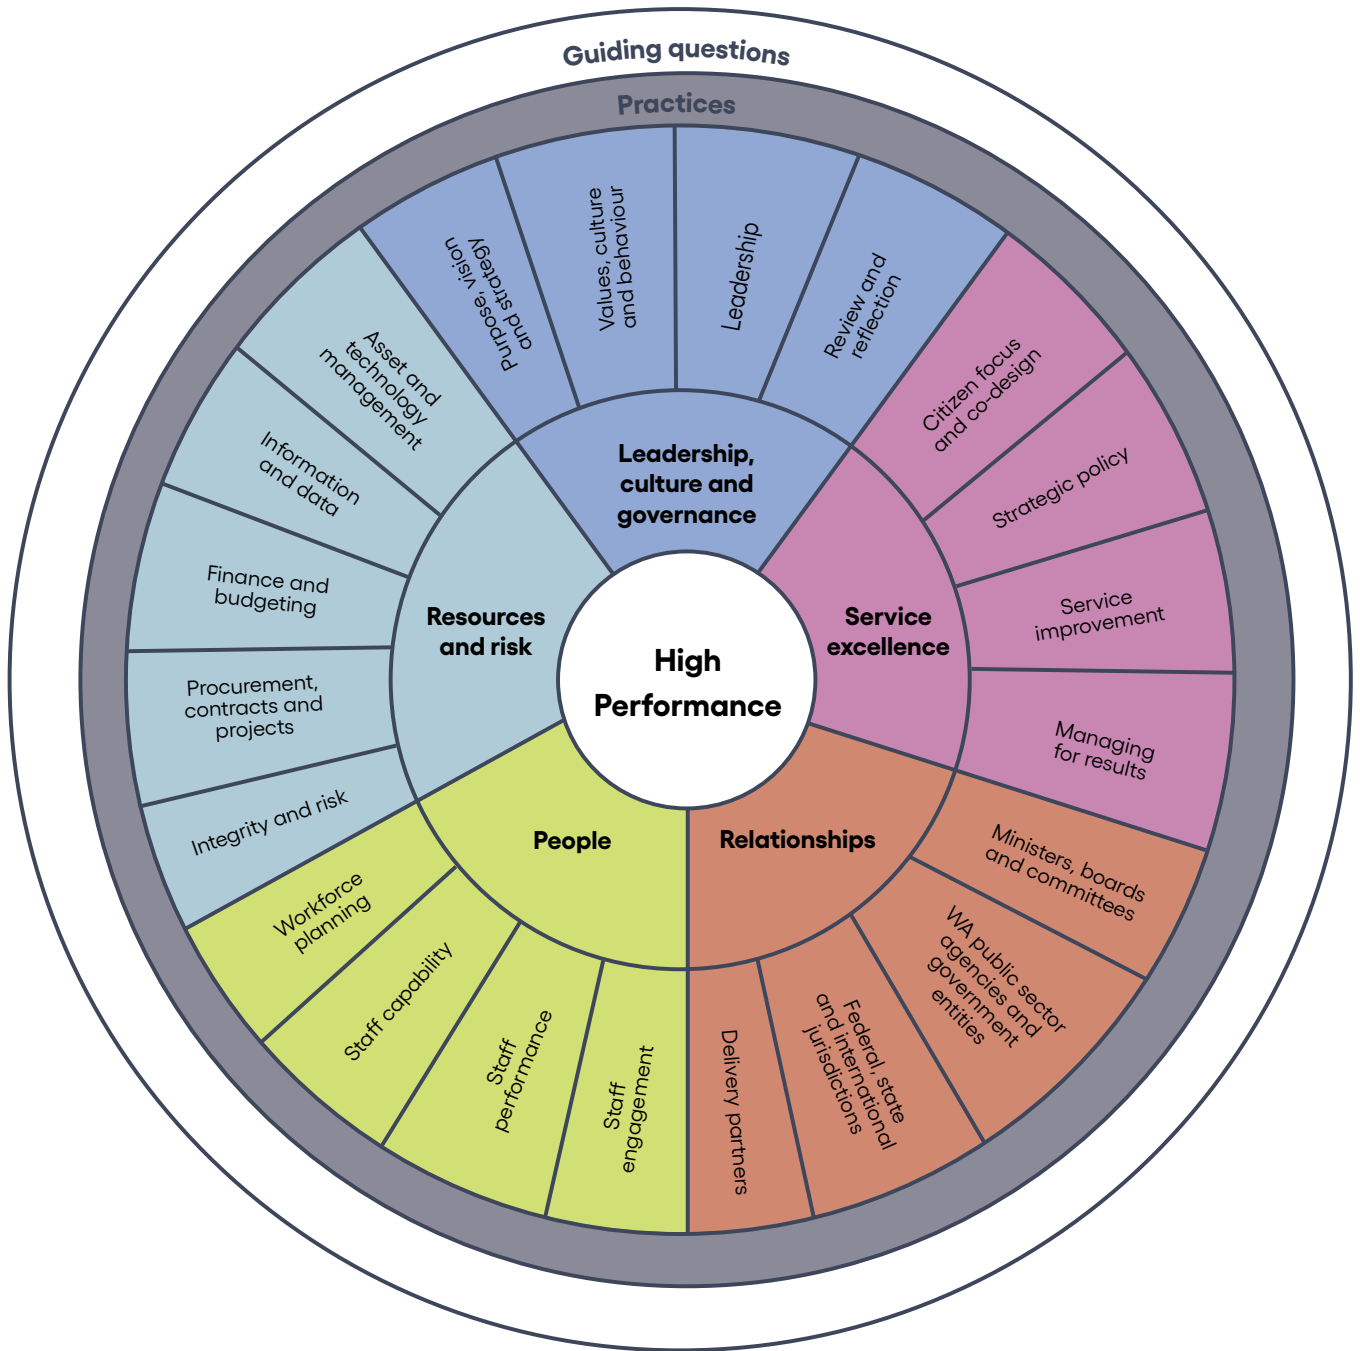 Guiding questions
Practices
Purpose, vision
and strategy
Values, culture
and behaviour
Leadership
Review and
reflection
Citizen focus
and co-design
Strategic policy
Service
improvement
Managing
for results
Ministers, boards
and committees
WA public sector
agencies and
government
entities
Federal, state
and international
jurisdictions
Delivery partners
Staff
engagement
Staff
performance
Staff capability
Workforce
planning
Integrity and risk
Procurement,
contracts and
projects
Finance and
budgeting
Information
and data
Asset and
technology
management
Leadership,
culture and
governance
Service
excellence
Relationships
People
Resources
and risk
High
Performance